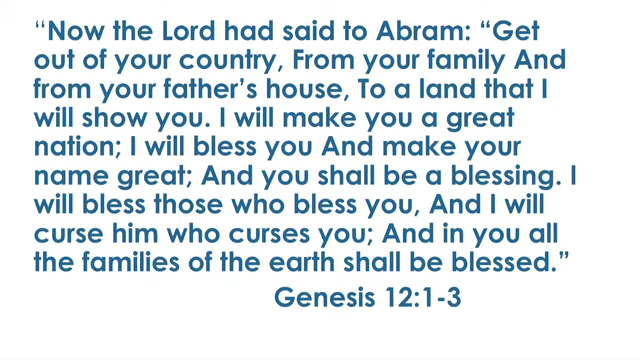 “Now the Lord had said to Abram: “Get
out of your country, From your family And
from your father’s house, To a land that I
will show you. I will make you a great
nation; I will bless you And make your
name great; And you shall be a blessing. I
will bless those who bless you, And I will
curse him who curses you; And in you all
the families of the earth shall be blessed.”
Genesis 12:1-3